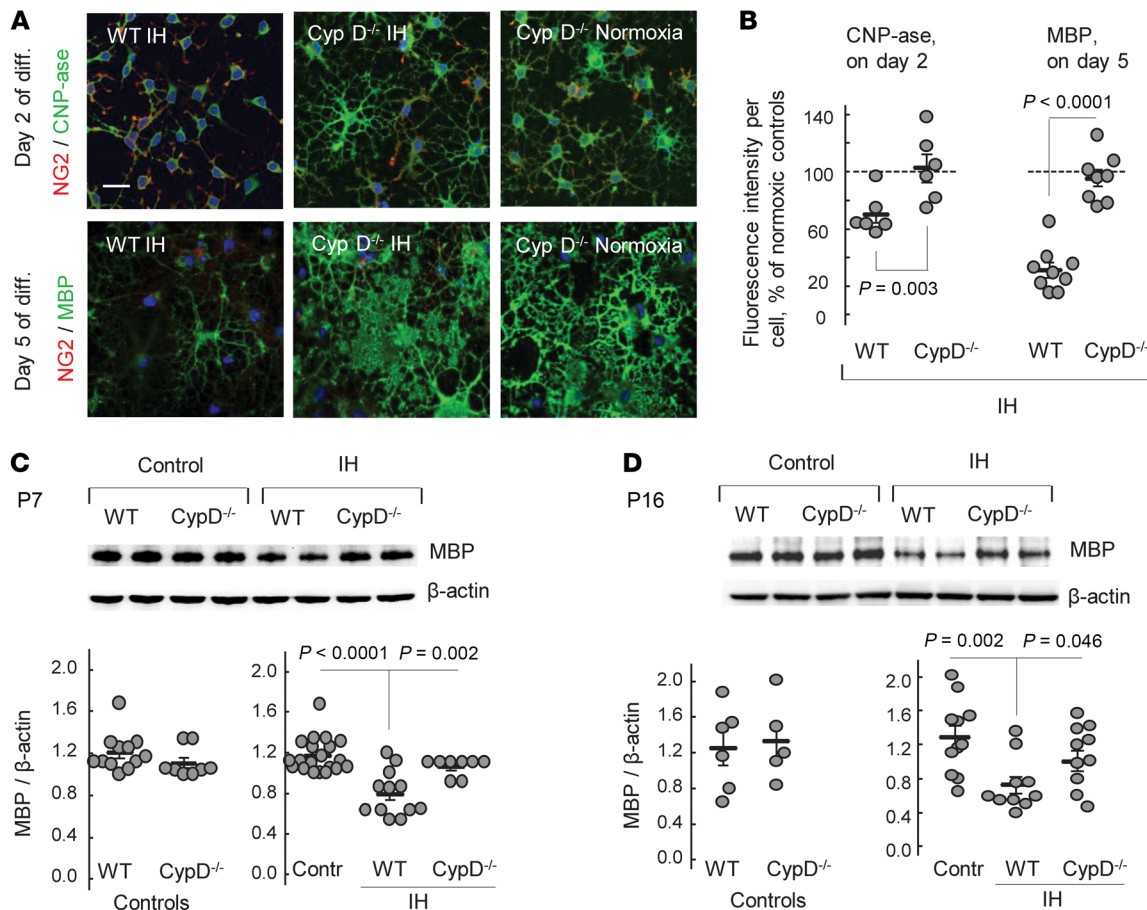 A
Day 2 of diff.
NG2 / CNP-ase
WT IH
Cyp D-/- IH
Cyp D-/- Normoxia
Day 5 of diff.
NG2 / MBP
WT IH
Cyp D-/- IH
Cyp D-/- Normoxia
B
CNP-ase,
on day 2
MBP,
on day 5
P < 0.0001
Fluorescence intensity per
cell, % of normoxic controls
140
100
60
20
0
P = 0.003
WT
CypD-/-
WT
CypD-/-
IH
C
P7
Control
IH
WT
CypD-/-
WT
CypD-/-
MBP
β-actin
P < 0.0001
P = 0.002
MBP / β-actin
2.0
1.6
1.2
0.8
0.4
0.0
WT
CypD-/-
Controls
2.0
1.6
1.2
0.8
0.4
0.0
Contr
WT
CypD-/-
IH
D
P16
Control
IH
WT
CypD-/-
WT
CypD-/-
MBP
β-actin
P = 0.002
P = 0.046
MBP / β-actin
2.0
1.6
1.2
0.8
0.4
0.0
WT
CypD-/-
Controls
2.0
1.6
1.2
0.8
0.4
0.0
Contr
WT
CypD-/-
IH